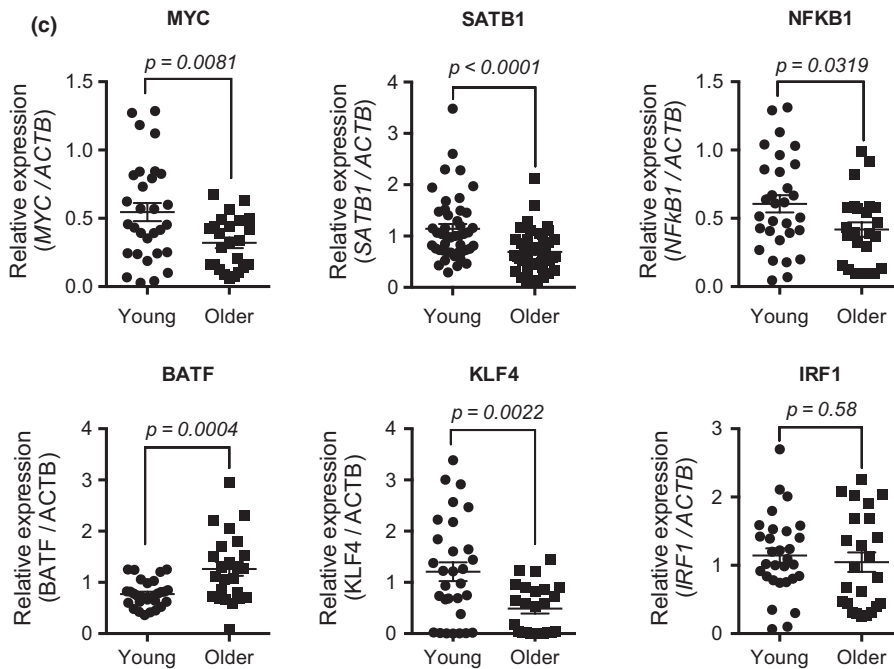 (c)
MYC
p = 0.0081
Relative expression
(MYC / ACTB)
1.5
1.0
0.5
0.0
Young Older
SATB1
p < 0.0001
Relative expression
(SATB1 / ACTB)
4
3
2
1
0
Young Older
NFKB1
p = 0.0319
Relative expression
(NFkB1 / ACTB)
1.5
1.0
0.5
0.0
Young Older
BATF
p = 0.0004
Relative expression
(BATF / ACTB)
4
3
2
1
0
Young Older
KLF4
p = 0.0022
Relative expression
(KLF4 / ACTB)
4
3
2
1
0
Young Older
IRF1
p = 0.58
Relative expression
(IRF1 / ACTB)
3
2
1
0
Young Older